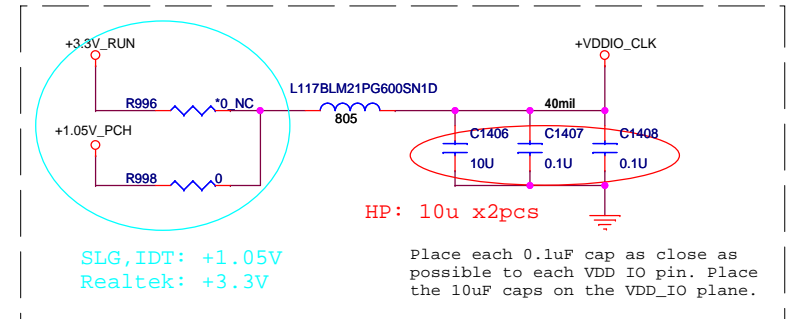 +3.3V_RUN
+VDDIO_CLK
L117BLM21PG600SN1D
R996
*0_NC
805
40mil
+1.05V_PCH
C1406
C1407
C1408
10U
0.1U
0.1U
R998
0
HP: 10u x2pcs
SLG,IDT: +1.05V
Realtek: +3.3V
Place each 0.1uF cap as close as
possible to each VDD IO pin. Place
the 10uF caps on the VDD_IO plane.